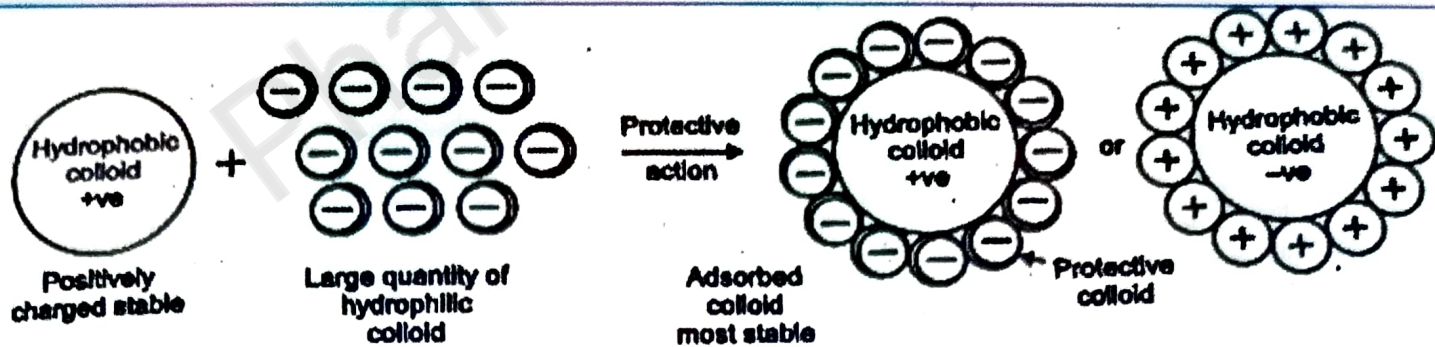 Phar
Hydrophobic
colloid
+ve
+
Protective
action
Hydrophobic
colloid
+ve
or
Hydrophobic
colloid
−ve
Positively
charged stable
Large quantity of
hydrophilic
colloid
Adsorbed
colloid
most stable
Protective
colloid